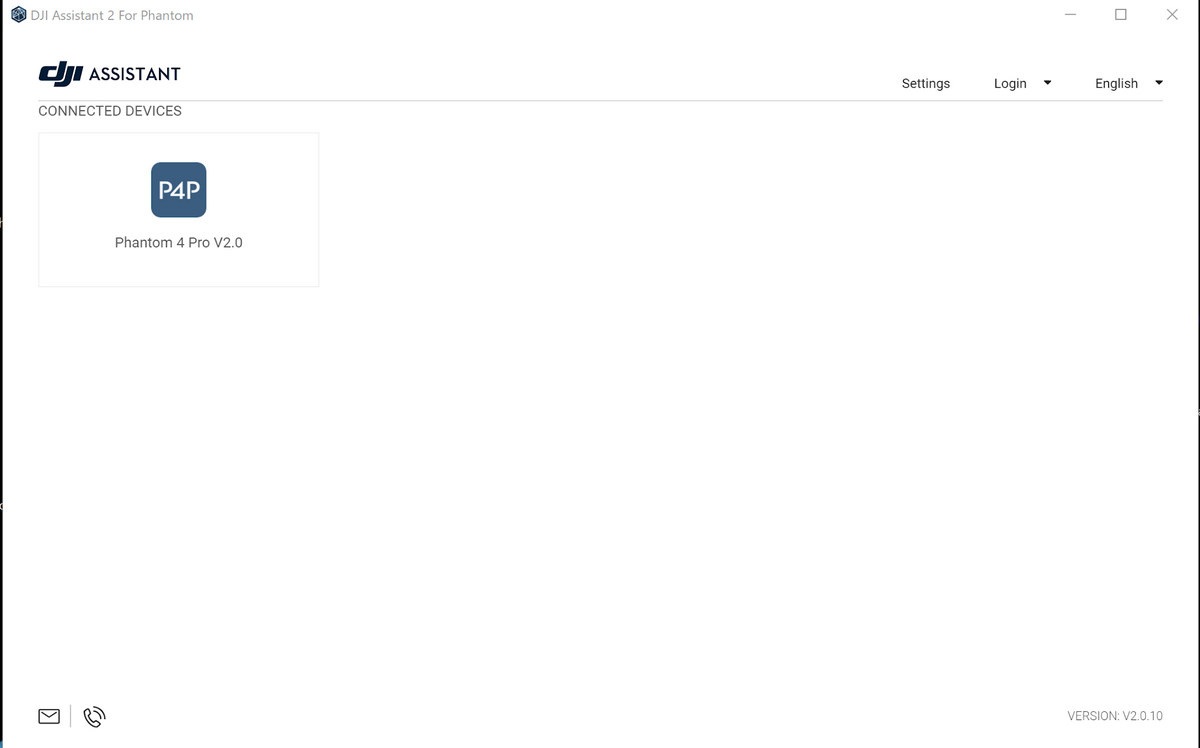 DJI Assistant 2 For Phantom
dji ASSISTANT
Settings Login English
CONNECTED DEVICES
P4P
Phantom 4 Pro V2.0
VERSION: V2.0.10